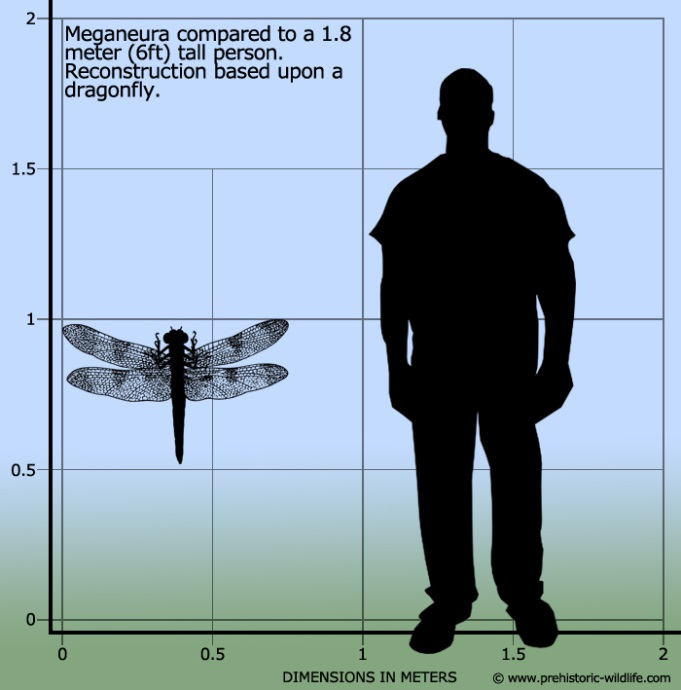 2
Meganeura compared to a 1.8
meter (6ft) tall person.
Reconstruction based upon a
dragonfly.
1.5
1
0.5
0
0 0.5 1 1.5 2
DIMENSIONS IN METERS © www.prehistoric-wildlife.com